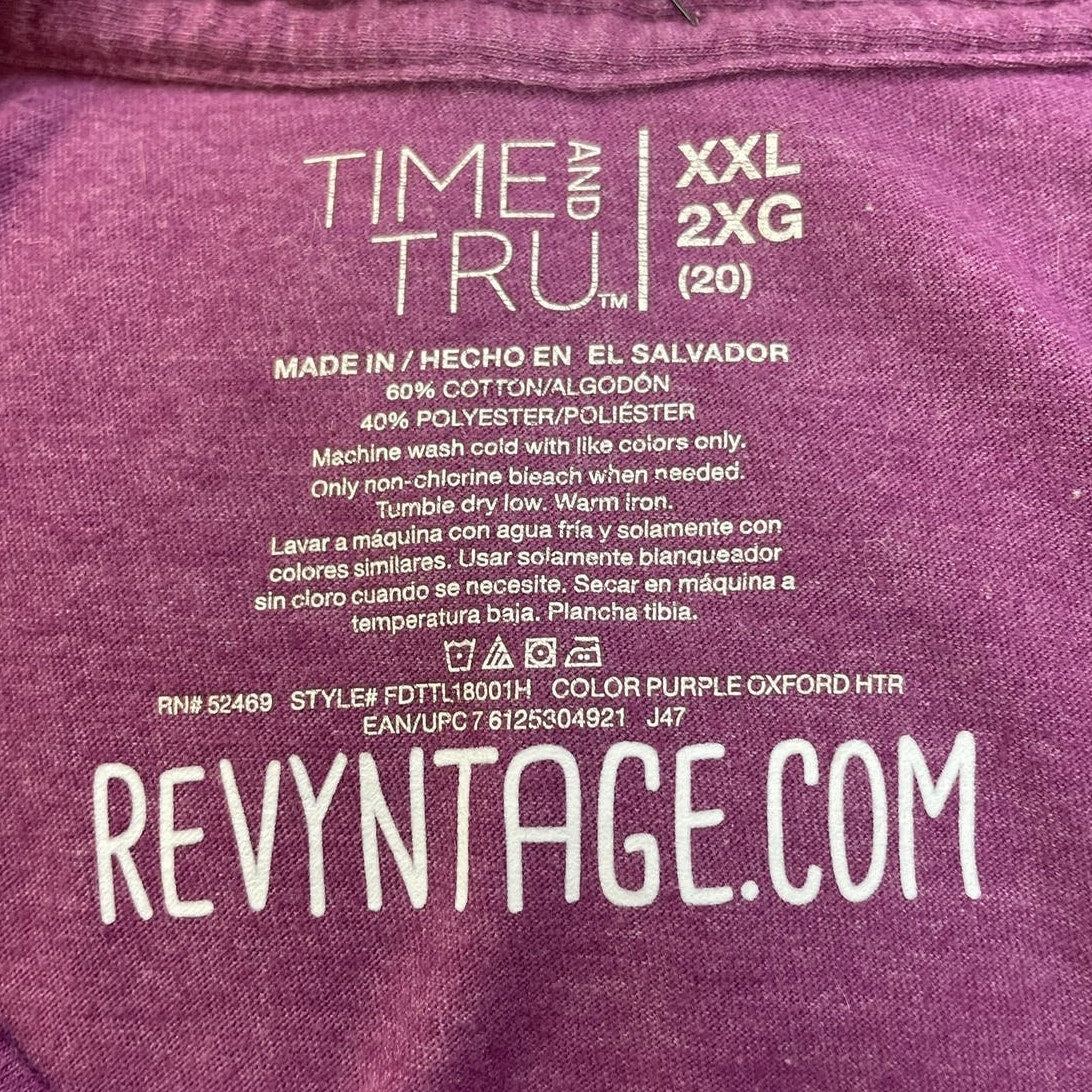 TIME AND
TRU™
XXL
2XG
(20)
MADE IN / HECHO EN EL SALVADOR
60% COTTON/ALGODÓN
40% POLYESTER/POLIÉSTER
Machine wash cold with like colors only.
Only non-chlorine bleach when needed.
Tumble dry low. Warm iron.
Lavar a máquina con agua fría y solamente con
colores similares. Usar solamente blanqueador
sin cloro cuando se necesite. Secar en máquina a
temperatura baja. Plancha tibia.
RN# 52469 STYLE# FDTTL18001H COLOR PURPLE OXFORD HTR
EAN/UPC 7 6125304921 J47
REVYNTAGE.COM